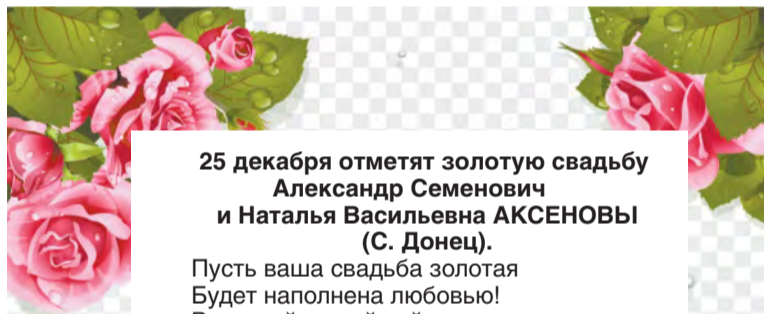 25 декабря отметят золотую свадьбу
Александр Семенович
и Наталья Васильевна АКСЕНОВЫ
(С. Донец).
Пусть ваша свадьба золотая
Будет наполнена любовью!